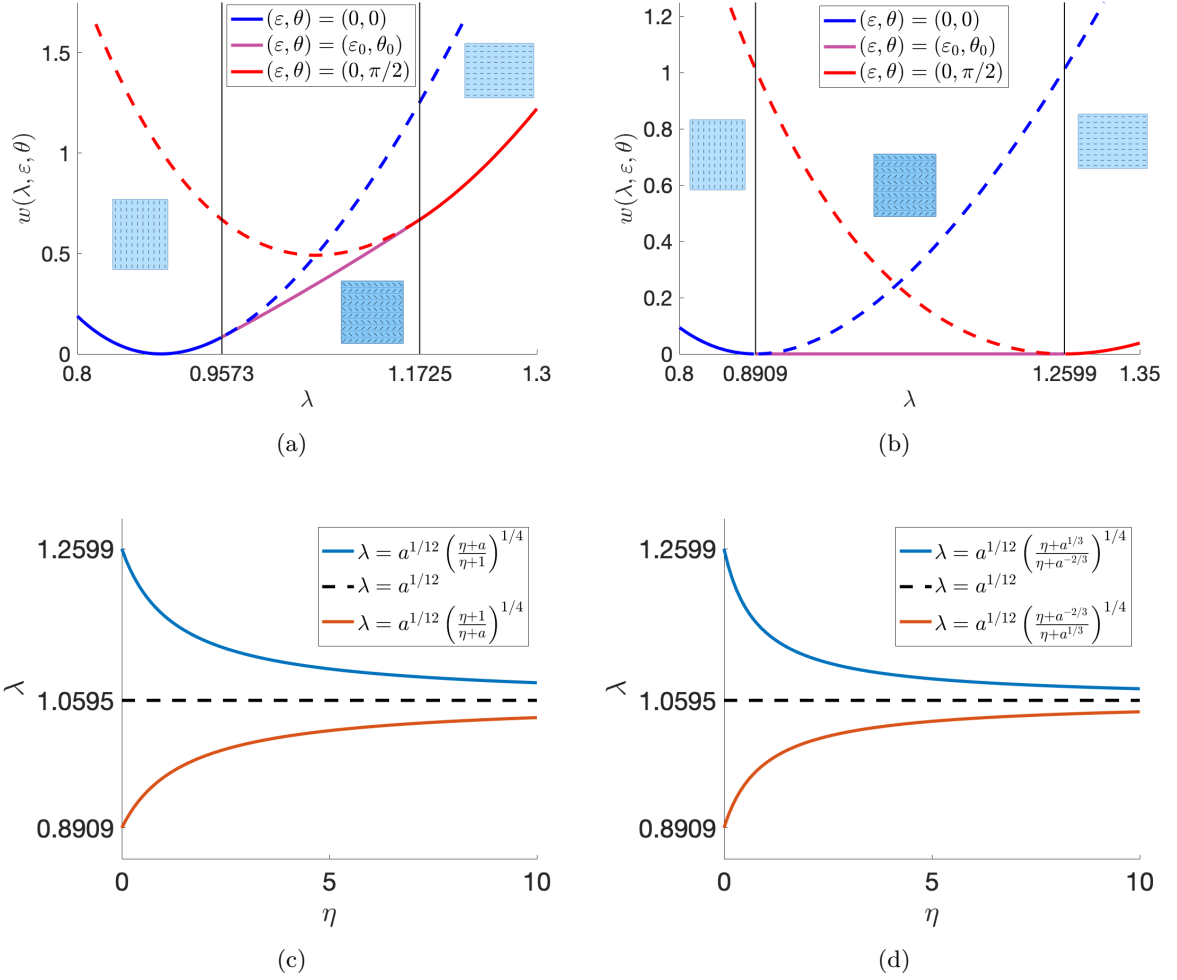 (ε, θ) = (0, 0)
(ε, θ) = (ε₀, θ₀)
(ε, θ) = (0, π/2)
w(λ, ε, θ)
1.5
1
0.5
0
0.8
0.9573
1.1725
1.3
λ
(a)
(ε, θ) = (0, 0)
(ε, θ) = (ε₀, θ₀)
(ε, θ) = (0, π/2)
w(λ, ε, θ)
1.2
1
0.8
0.6
0.4
0.2
0
0.8
0.8909
1.2599
1.35
λ
(b)
λ = a^{1/12} ( (η+a)/(η+1) )^{1/4}
λ = a^{1/12}
λ = a^{1/12} ( (η+1)/(η+a) )^{1/4}
λ
1.2599
1.0595
0.8909
0
5
10
η
(c)
λ = a^{1/12} ( (η+a^{1/3})/(η+a^{-2/3}) )^{1/4}
λ = a^{1/12}
λ = a^{1/12} ( (η+a^{-2/3})/(η+a^{1/3}) )^{1/4}
λ
1.2599
1.0595
0.8909
0
5
10
η
(d)